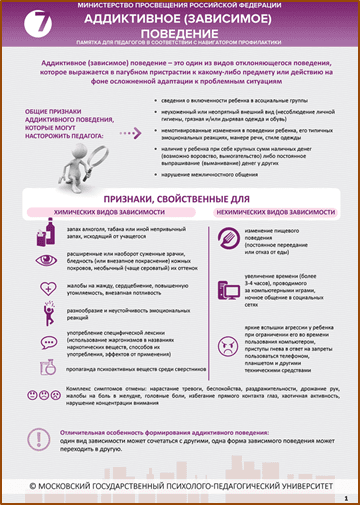 МИНИСТЕРСТВО ПРОСВЕЩЕНИЯ РОССИЙСКОЙ ФЕДЕРАЦИИ
7
АДДИКТИВНОЕ (ЗАВИСИМОЕ)
ПОВЕДЕНИЕ
ПАМЯТКА ДЛЯ ПЕДАГОГОВ В СООТВЕТСТВИИ С НАВИГАТОРОМ ПРОФИЛАКТИКИ
Аддиктивное (зависимое) поведение – это один из видов отклоняющегося поведения,
которое выражается в пагубном пристрастии к какому-либо предмету или действию на
фоне осложненной адаптации к проблемным ситуациям
ОБЩИЕ ПРИЗНАКИ
АДДИКТИВНОГО ПОВЕДЕНИЯ,
КОТОРЫЕ МОГУТ
НАСТОРОЖИТЬ ПЕДАГОГА:
• сведения о включенности ребенка в асоциальные группы
• неухоженный или неопрятный внешний вид (несоблюдение личной
гигиены, грязная и/или дырявая одежда и обувь)
• немотивированные изменения в поведении ребенка, его типичных
эмоциональных реакциях, манере речи, стиле одежды
• наличие у ребенка при себе крупных сумм наличных денег
(возможно воровство, вымогательство) либо постоянное
выпрашивание (выманивание) денег у других
• нарушение межличностного общения
ПРИЗНАКИ, СВОЙСТВЕННЫЕ ДЛЯ
ХИМИЧЕСКИХ ВИДОВ ЗАВИСИМОСТИ
запах алкоголя, табака или иной непривычный
запах, исходящий от учащегося
расширенные или наоборот суженные зрачки,
бледность (или внезапное покраснение) кожных
покровов, необычный (чаще сероватый) их оттенок
жалобы на жажду, сердцебиение, повышенную
утомляемость, внезапная потливость
разнообразие и неустойчивость эмоциональных
реакций
употребление специфической лексики
(использование жаргонизмов в названиях
наркотических веществ, способов их
употребления, эффектов от применения)
пропаганда психоактивных веществ среди сверстников
НЕХИМИЧЕСКИХ ВИДОВ ЗАВИСИМОСТИ
изменение пищевого
поведения
(постоянное переедание
или отказ от еды)
увеличение времени (более
3-4 часов), проводимого
за компьютерными играми,
ночное общение в социальных
сетях
яркие вспышки агрессии у ребенка
при ограничении его во времени
пользования компьютером,
приступы гнева в ответ на запреты
пользоваться телефоном,
планшетом и другими
техническими средствами
Комплекс симптомов отмены: нарастание тревоги, беспокойства, раздражительности, дрожание рук,
жалобы на боль в желудке, головные боли, избегание прямого контакта глаз, хаотичная активность,
нарушение концентрации внимания
Отличительная особенность формирования аддиктивного поведения:
один вид зависимости может сочетаться с другими, одна форма зависимого поведения может
переходить в другую.
© МОСКОВСКИЙ ГОСУДАРСТВЕННЫЙ ПСИХОЛОГО-ПЕДАГОГИЧЕСКИЙ УНИВЕРСИТЕТ
1